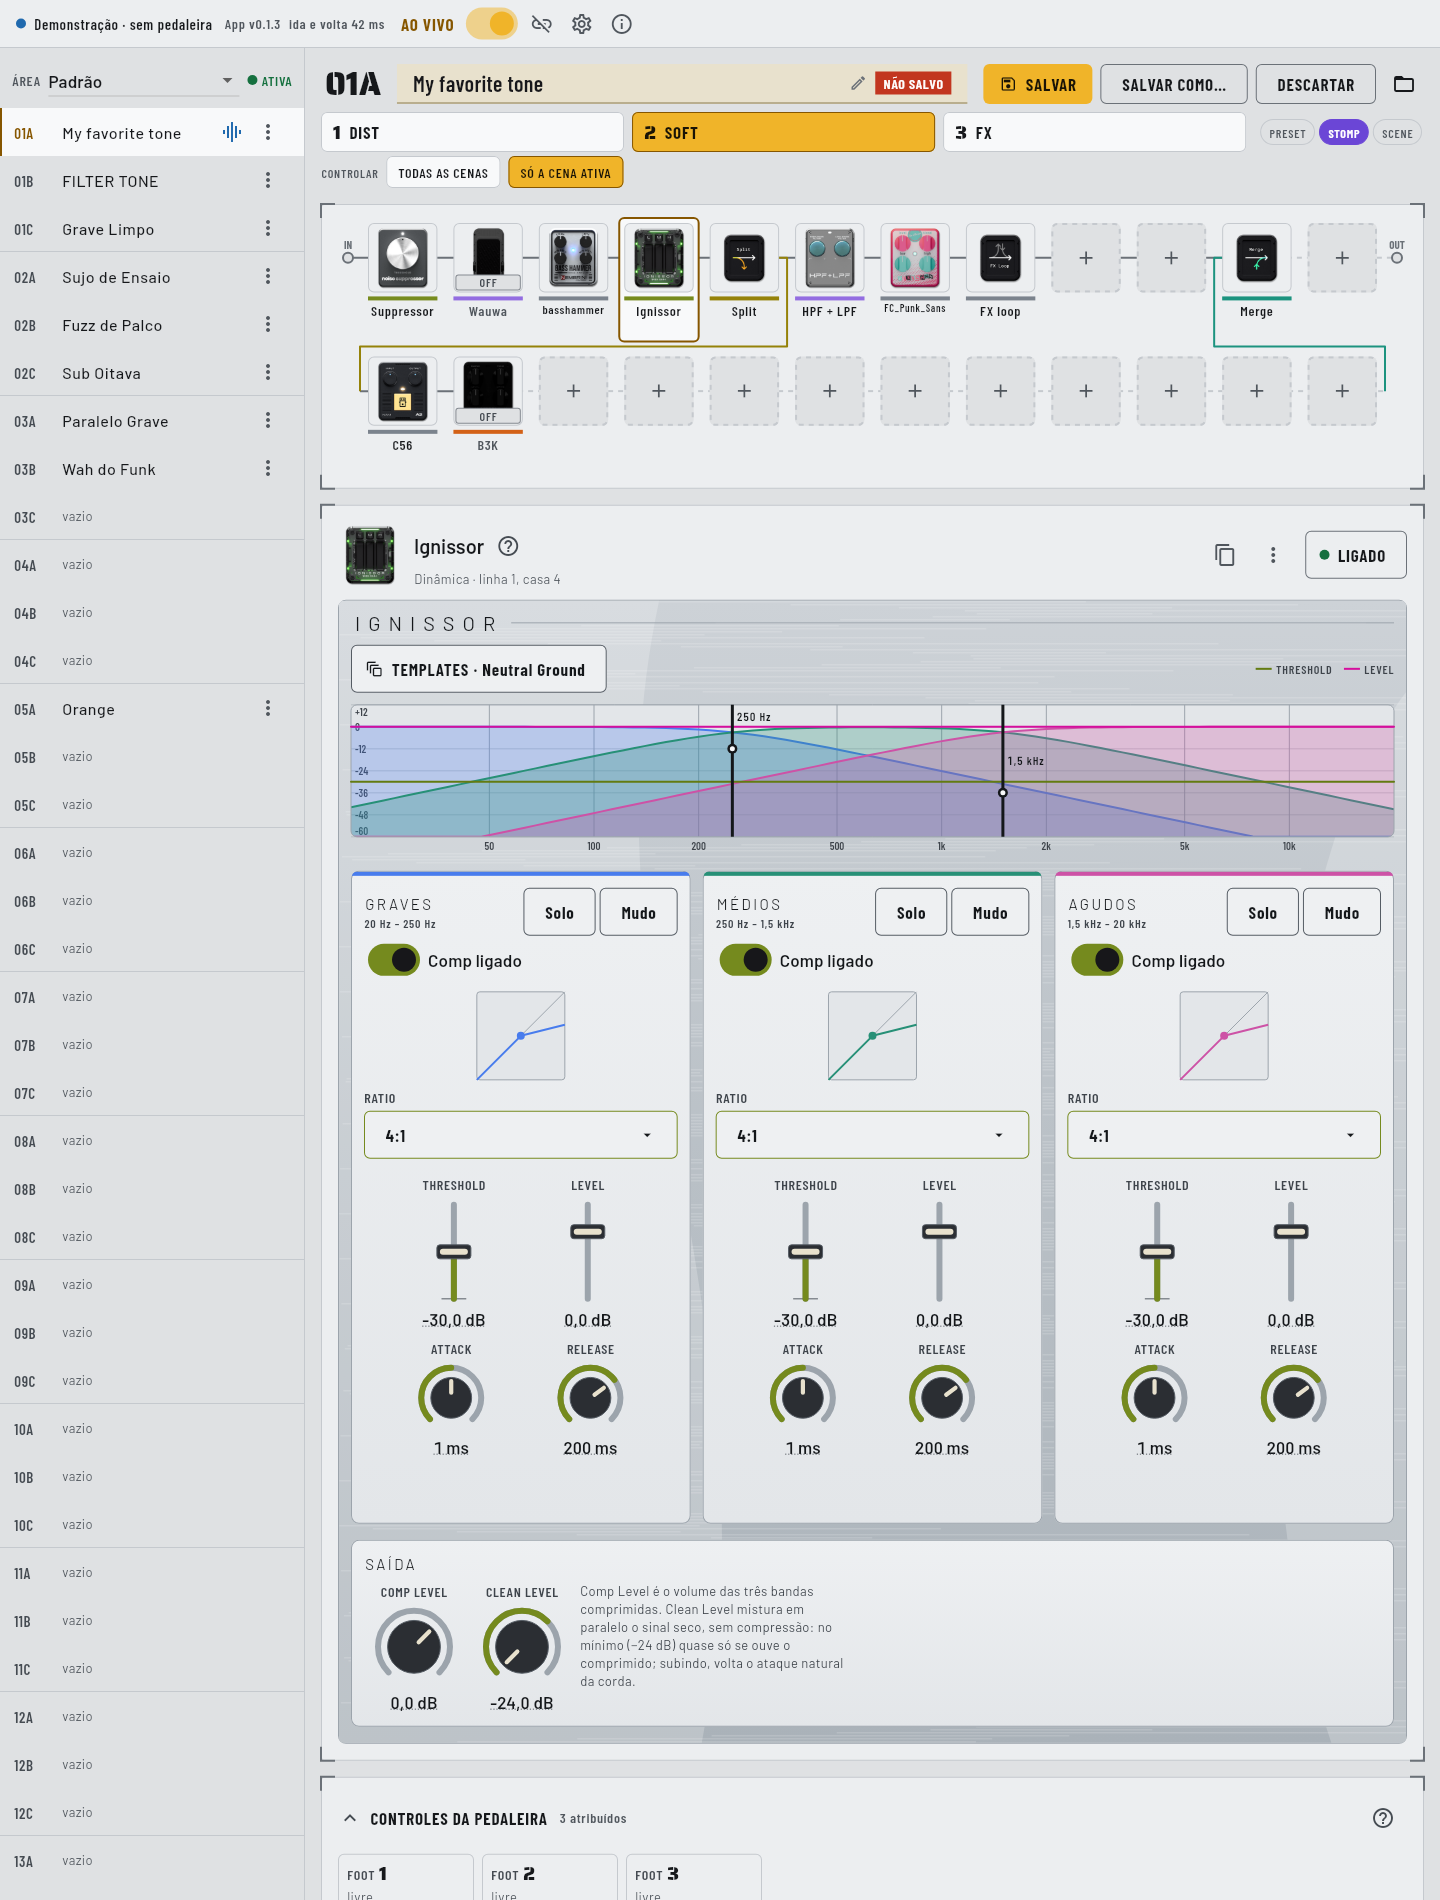 Demonstração · sem pedaleira App v0.1.3 ida e volta 42 ms AO VIVO
ÁREA Padrão ATIVA
01A My favorite tone
01B FILTER TONE
01C Grave Limpo
02A Sujo de Ensaio
02B Fuzz de Palco
02C Sub Oitava
03A Paralelo Grave
03B Wah do Funk
03C vazio
04A vazio
04B vazio
04C vazio
05A Orange
05B vazio
05C vazio
06A vazio
06B vazio
06C vazio
07A vazio
07B vazio
07C vazio
08A vazio
08B vazio
08C vazio
09A vazio
09B vazio
09C vazio
10A vazio
10B vazio
10C vazio
11A vazio
11B vazio
11C vazio
12A vazio
12B vazio
12C vazio
13A vazio
01A My favorite tone NÃO SALVO SALVAR SALVAR COMO... DESCARTAR
1 DIST 2 SOFT 3 FX PRESET STOMP SCENE
CONTROLAR TODAS AS CENAS SÓ A CENA ATIVA
IN OUT
OFF
Split
HPF+LPF
FX Loop
Merge
Suppressor Wauwa basshammer Ignissor Split HPF + LPF FC_Punk_Sans FX loop Merge
OFF
C56 B3K
Ignissor
Dinâmica · linha 1, casa 4
LIGADO
IGNISSOR
TEMPLATES · Neutral Ground THRESHOLD LEVEL
+12
0
-12
-24
-36
-48
-60
250 Hz
1,5 kHz
50 100 200 500 1k 2k 5k 10k
GRAVES Solo Mudo
20 Hz – 250 Hz
Comp ligado
RATIO
4:1
THRESHOLD LEVEL
-30,0 dB 0,0 dB
ATTACK RELEASE
1 ms 200 ms
MÉDIOS Solo Mudo
250 Hz – 1,5 kHz
Comp ligado
RATIO
4:1
THRESHOLD LEVEL
-30,0 dB 0,0 dB
ATTACK RELEASE
1 ms 200 ms
AGUDOS Solo Mudo
1,5 kHz – 20 kHz
Comp ligado
RATIO
4:1
THRESHOLD LEVEL
-30,0 dB 0,0 dB
ATTACK RELEASE
1 ms 200 ms
SAÍDA
COMP LEVEL CLEAN LEVEL
0,0 dB -24,0 dB
Comp Level é o volume das três bandas
comprimidas. Clean Level mistura em
paralelo o sinal seco, sem compressão: no
mínimo (−24 dB) quase só se ouve o
comprimido; subindo, volta o ataque natural
da corda.
CONTROLES DA PEDALEIRA 3 atribuídos
FOOT 1 FOOT 2 FOOT 3
livre livre livre